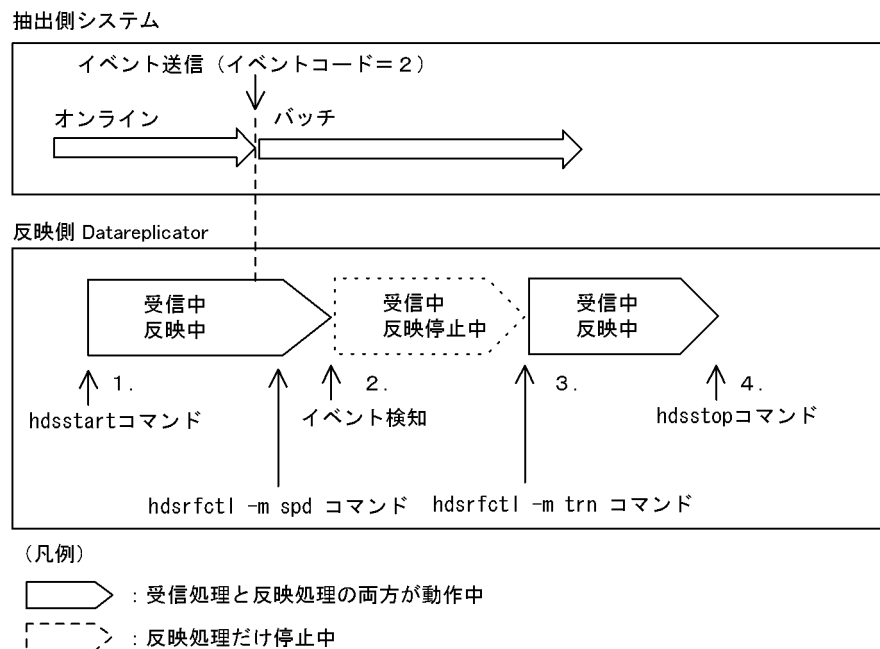 抽出側システム
イベント送信（イベントコード＝２）
オンライン
バッチ
反映側 Datareplicator
受信中
反映中
受信中
反映停止中
受信中
反映中
１．
２．
３．
４．
hdsstartコマンド
イベント検知
hdsstopコマンド
hdsrfctl -m spd コマンド
hdsrfctl -m trn コマンド
（凡例）
：受信処理と反映処理の両方が動作中
：反映処理だけ停止中